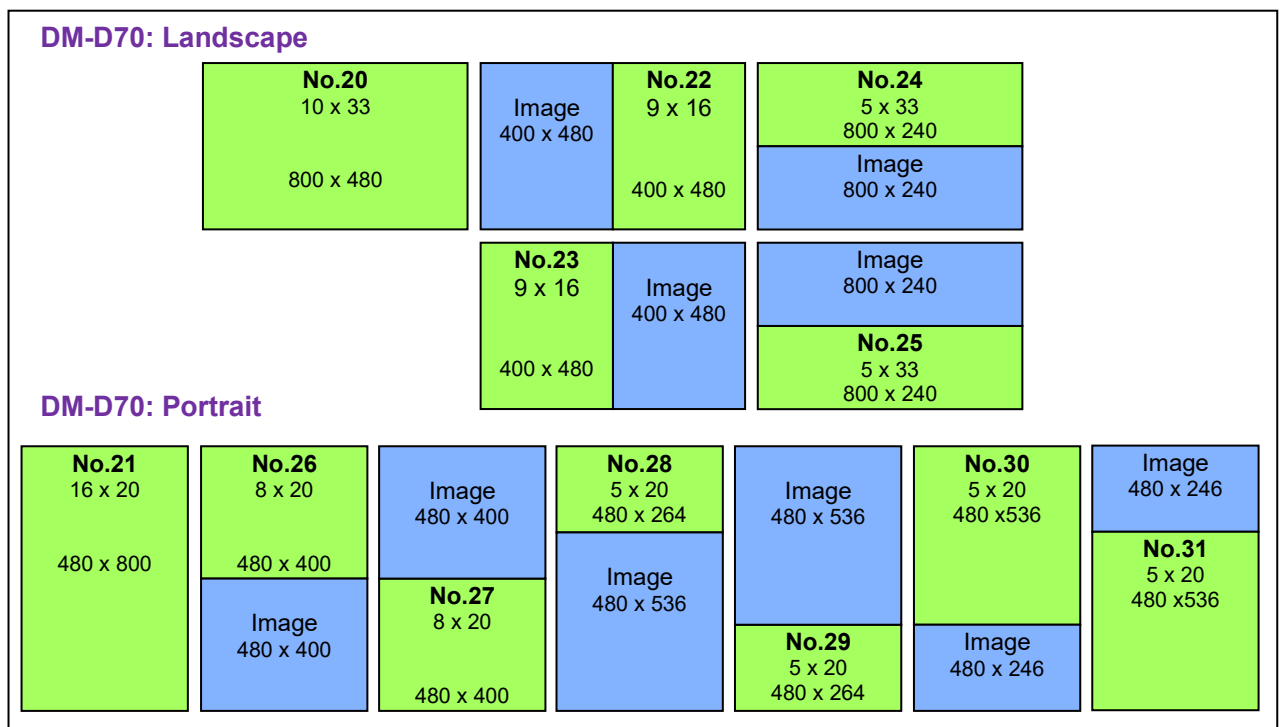 DM-D70: Landscape
No.20
10 x 33
800 x 480
Image
400 x 480
No.22
9 x 16
400 x 480
No.24
5 x 33
800 x 240
Image
800 x 240
No.23
9 x 16
400 x 480
Image
400 x 480
Image
800 x 240
No.25
5 x 33
800 x 240
DM-D70: Portrait
No.21
16 x 20
480 x 800
No.26
8 x 20
480 x 400
Image
480 x 400
Image
480 x 400
No.27
8 x 20
480 x 400
No.28
5 x 20
480 x 264
Image
480 x 536
Image
480 x 536
No.29
5 x 20
480 x 264
No.30
5 x 20
480 x536
Image
480 x 246
Image
480 x 246
No.31
5 x 20
480 x536